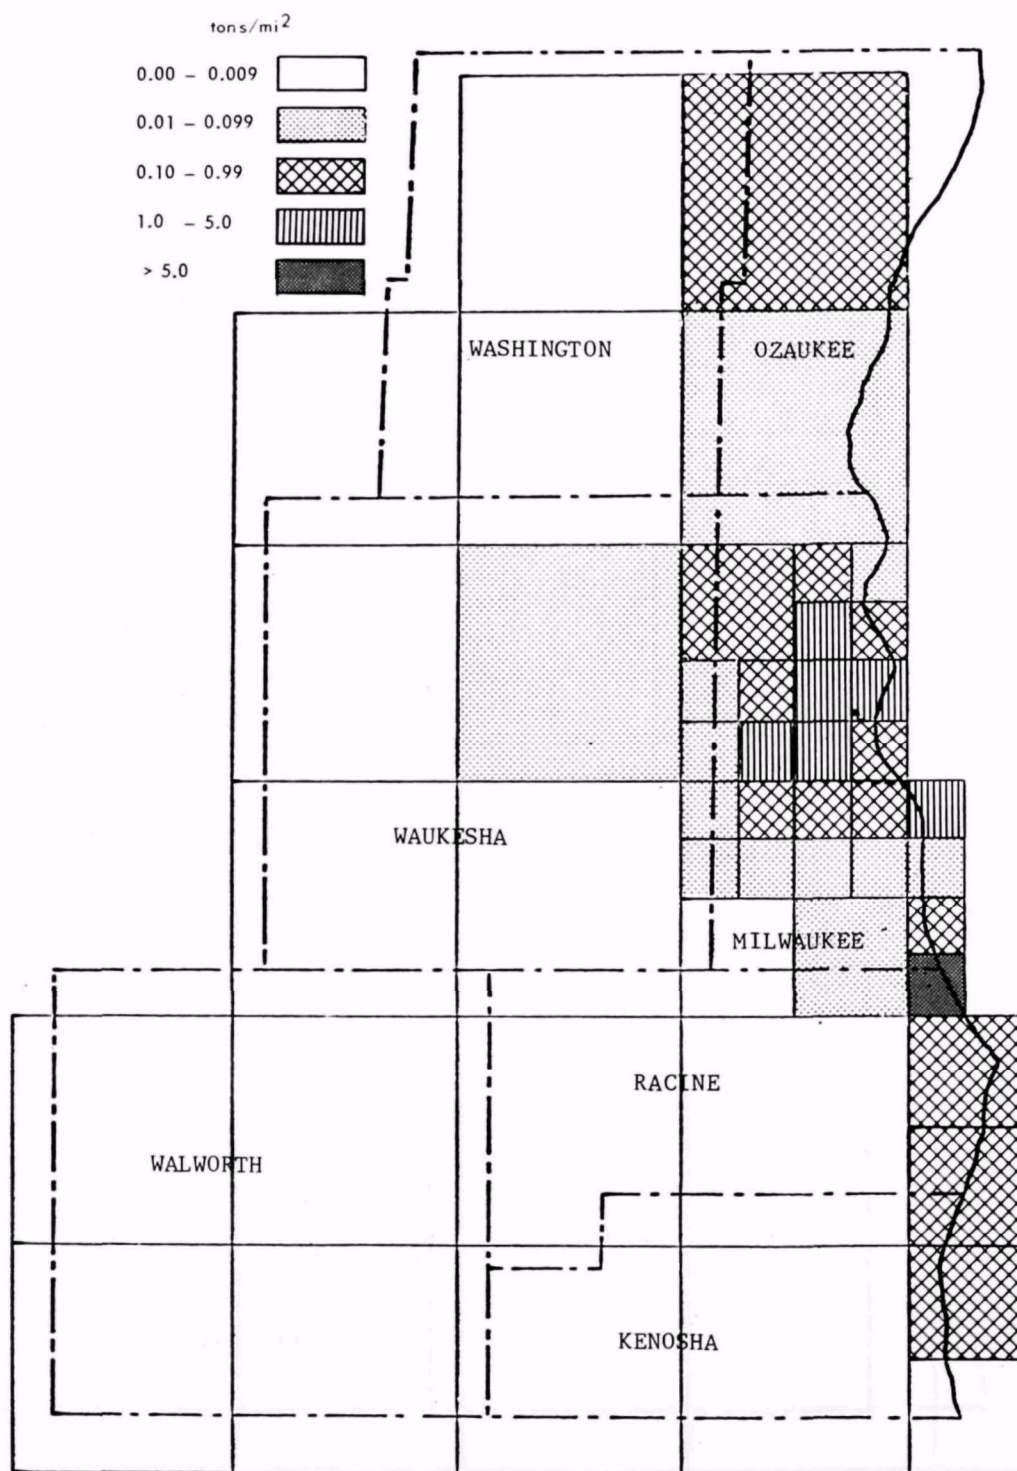 tons/mi2
0.00 - 0.009
0.01 - 0.099
0.10 - 0.99
1.0 - 5.0
> 5.0
WASHINGTON
OZAUKEE
WAUKESHA
MILWAUKEE
RACINE
WALWORTH
KENOSHA